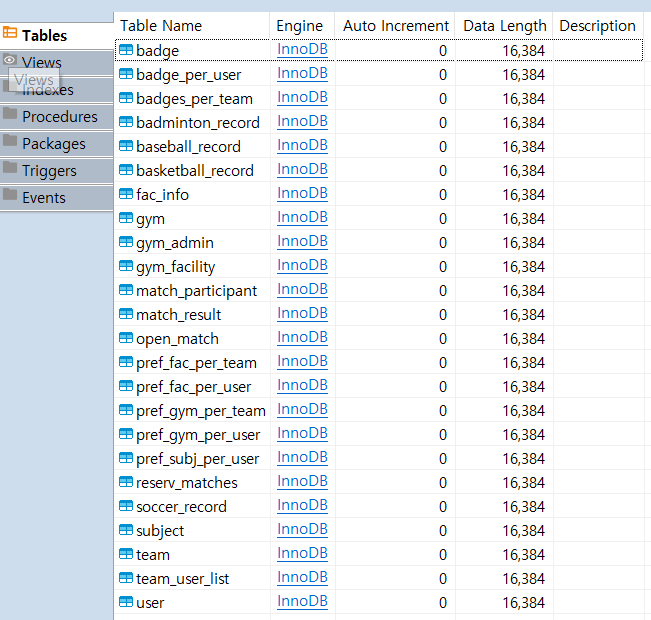 Tables
Views
Views
Indexes
Procedures
Packages
Triggers
Events
Table Name Engine Auto Increment Data Length Description
badge InnoDB 0 16,384
badge_per_user InnoDB 0 16,384
badges_per_team InnoDB 0 16,384
badminton_record InnoDB 0 16,384
baseball_record InnoDB 0 16,384
basketball_record InnoDB 0 16,384
fac_info InnoDB 0 16,384
gym InnoDB 0 16,384
gym_admin InnoDB 0 16,384
gym_facility InnoDB 0 16,384
match_participant InnoDB 0 16,384
match_result InnoDB 0 16,384
open_match InnoDB 0 16,384
pref_fac_per_team InnoDB 0 16,384
pref_fac_per_user InnoDB 0 16,384
pref_gym_per_team InnoDB 0 16,384
pref_gym_per_user InnoDB 0 16,384
pref_subj_per_user InnoDB 0 16,384
reserv_matches InnoDB 0 16,384
soccer_record InnoDB 0 16,384
subject InnoDB 0 16,384
team InnoDB 0 16,384
team_user_list InnoDB 0 16,384
user InnoDB 0 16,384